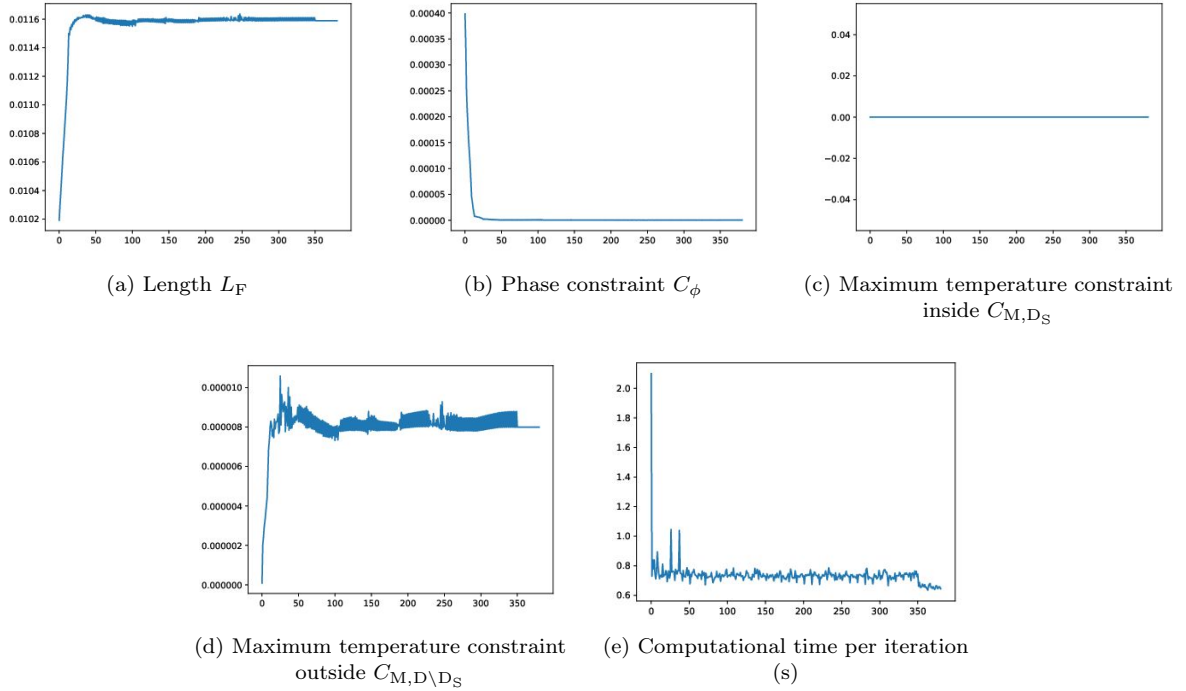 0.0116
0.0114
0.0112
0.0110
0.0108
0.0106
0.0104
0.0102
0 50 100 150 200 250 300 350
(a) Length L_F
0.00040
0.00035
0.00030
0.00025
0.00020
0.00015
0.00010
0.00005
0.00000
0 50 100 150 200 250 300 350
(b) Phase constraint C_ϕ
0.04
0.02
0.00
−0.02
−0.04
0 50 100 150 200 250 300 350
(c) Maximum temperature constraint
inside C_{M,D_S}
0.000010
0.000008
0.000006
0.000004
0.000002
0.000000
0 50 100 150 200 250 300 350
(d) Maximum temperature constraint
outside C_{M,D\D_S}
2.0
1.8
1.6
1.4
1.2
1.0
0.8
0.6
0 50 100 150 200 250 300 350
(e) Computational time per iteration
(s)